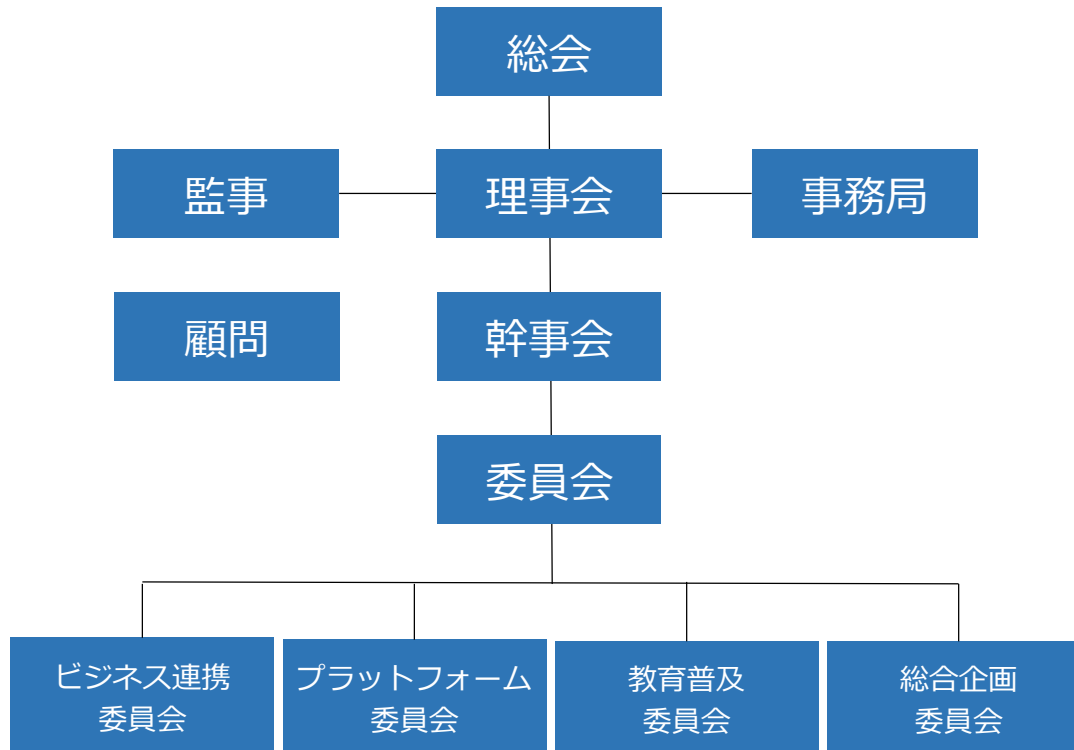 総会
監事
理事会
事務局
顧問
幹事会
委員会
ビジネス連携
委員会
プラットフォーム
委員会
教育普及
委員会
総合企画
委員会